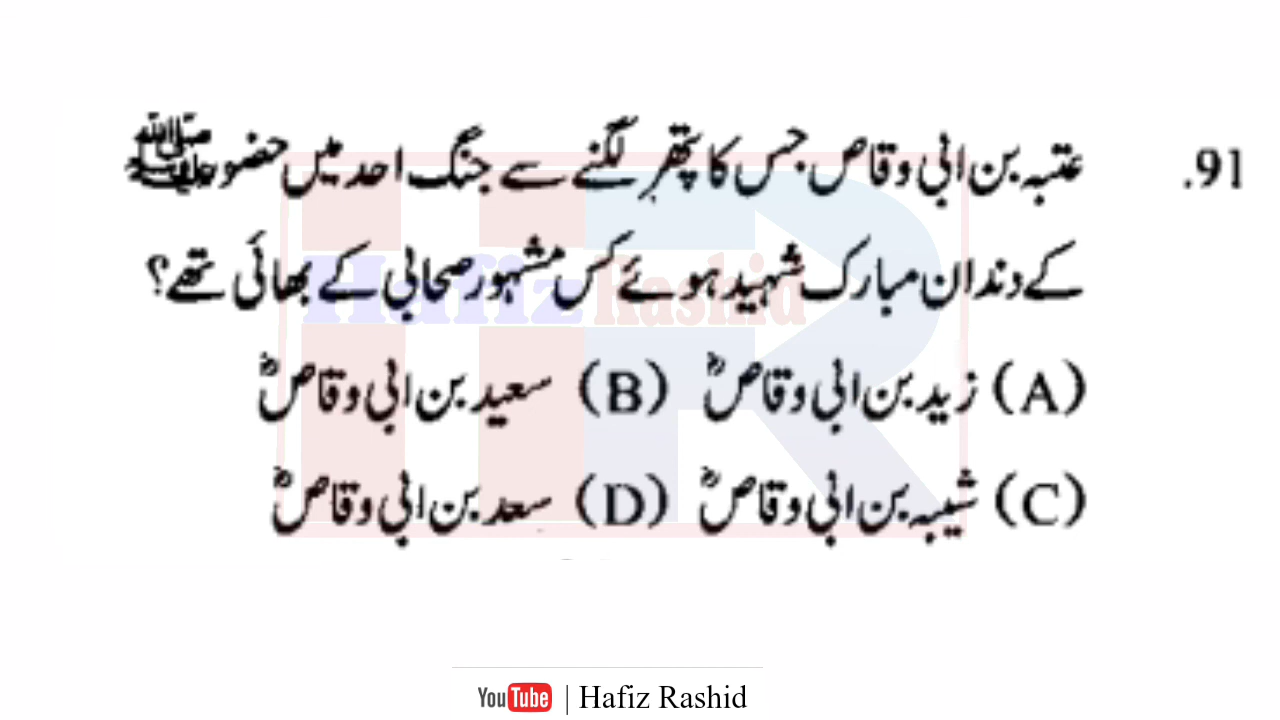 91. عتبہ بن ابی وقاص جس کا پتھر لگنے سے جنگ احد میں حضور ﷺ
کے دندان مبارک شہید ہوئے کس مشہور صحابی کے بھائی تھے؟
(A) زید بن ابی وقاصؓ (B) سعید بن ابی وقاصؓ
(C) شیبہ بن ابی وقاصؓ (D) سعد بن ابی وقاصؓ
HR
Hafiz Rashid
YouTube | Hafiz Rashid